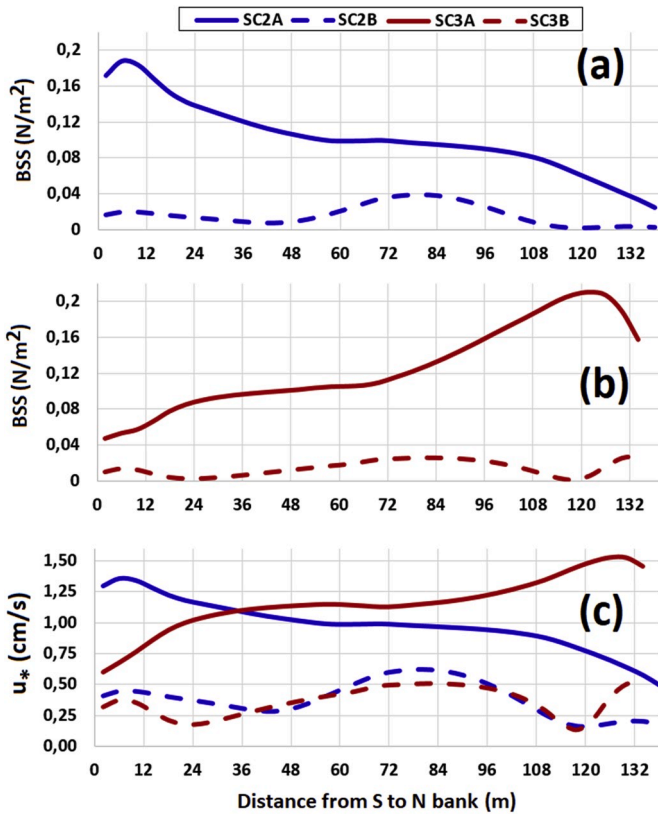 SC2A SC2B SC3A SC3B
(a)
BSS (N/m²)
0,2
0,16
0,12
0,08
0,04
0
0 12 24 36 48 60 72 84 96 108 120 132
(b)
BSS (N/m²)
0,2
0,16
0,12
0,08
0,04
0
0 12 24 36 48 60 72 84 96 108 120 132
(c)
u* (cm/s)
1,50
1,25
1,00
0,75
0,50
0,25
0,00
0 12 24 36 48 60 72 84 96 108 120 132
Distance from S to N bank (m)